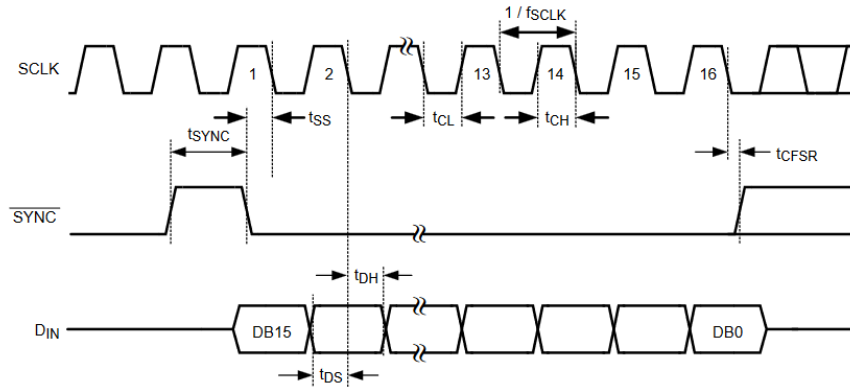 1 / fSCLK
SCLK 1 2 13 14 15 16
tSS tCL tCH
tSYNC
tCFSR
SYNC
tDH
DIN DB15 DB0
tDS